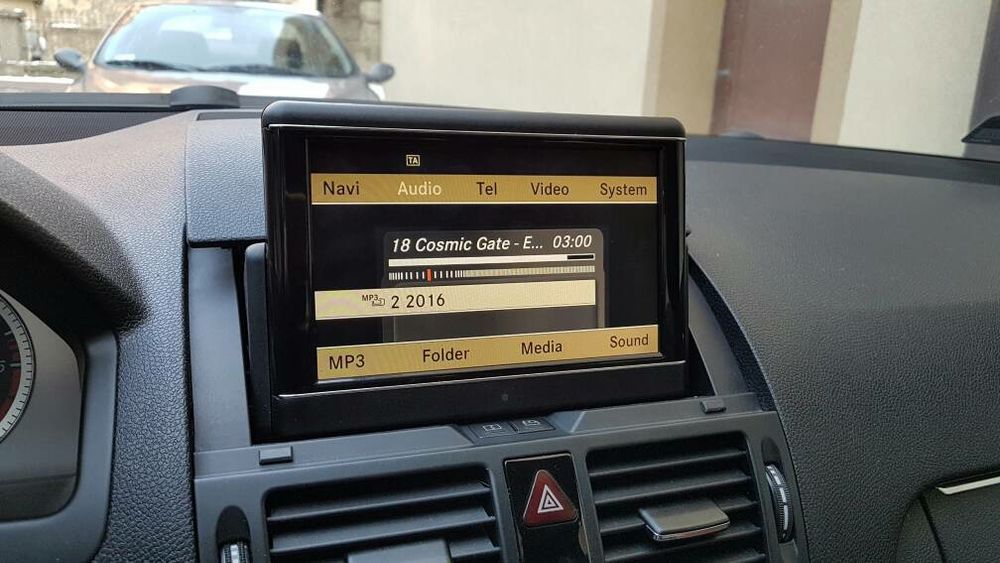 TA
Navi Audio Tel Video System
18 Cosmic Gate - E... 03:00
MP3 2 2016
MP3 Folder Media Sound